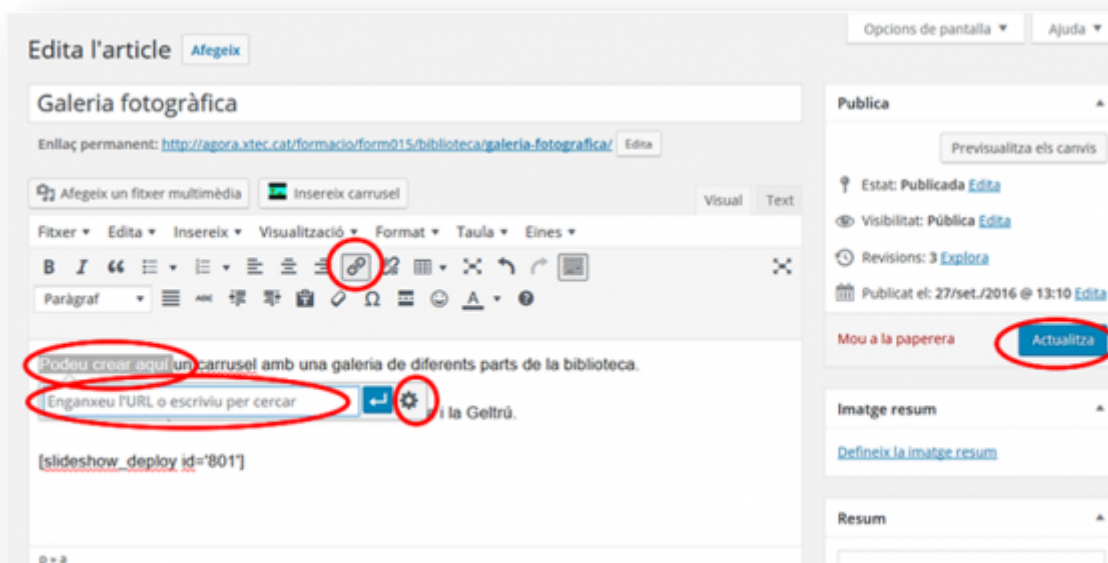 Opcions de pantalla ▼ Ajuda ▼
Edita l'article Afegeix
Galeria fotogràfica
Enllaç permanent: http://agora.xtec.cat/formacio/form015/biblioteca/galeria-fotografica/ Edita
Afegeix un fitxer multimèdia Insereix carrusel
Visual Text
Fitxer ▾ Edita ▾ Insereix ▾ Visualització ▾ Format ▾ Taula ▾ Eines ▾
B I
Paràgraf
Podeu crear aquí un carrusel amb una galeria de diferents parts de la biblioteca.
Enganxeu l'URL o escriviu per cercar
i la Geltrú.
[slideshow_deploy id='801']
p » a
Publica
Previsualitza els canvis
Estat: Publicada Edita
Visibilitat: Pública Edita
Revisions: 3 Explora
Publicat el: 27/set./2016 @ 13:10 Edita
Mou a la paperera Actualitza
Imatge resum
Defineix la imatge resum
Resum